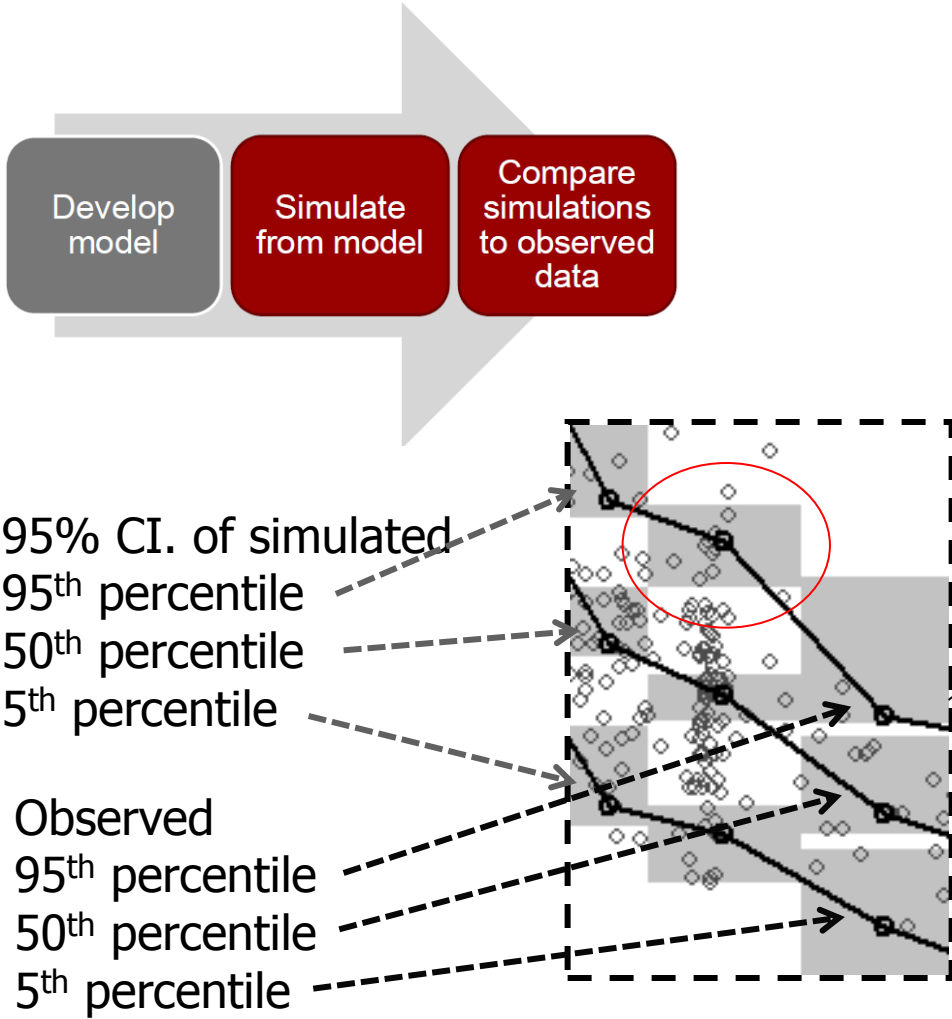 Develop
model
Simulate
from model
Compare
simulations
to observed
data
95% CI. of simulated
95th percentile
50th percentile
5th percentile
Observed
95th percentile
50th percentile
5th percentile